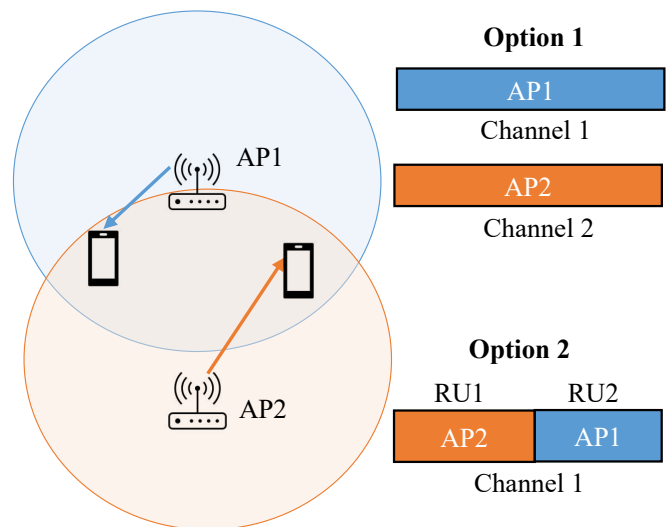 Option 1
AP1
Channel 1
AP1
AP2
Channel 2
Option 2
RU1 RU2
AP2 AP1
Channel 1
AP2